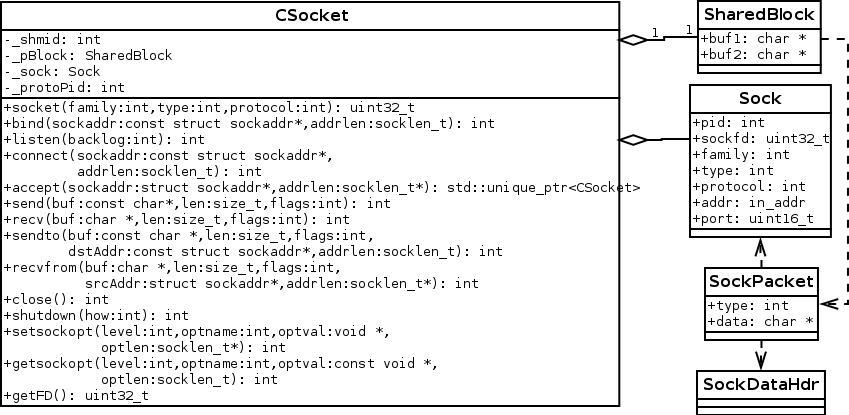 CSocket
-_shmid: int
-_pBlock: SharedBlock
-_sock: Sock
-_protoPid: int
+socket(family:int,type:int,protocol:int): uint32_t
+bind(sockaddr:const struct sockaddr*,addrlen:socklen_t): int
+listen(backlog:int): int
+connect(sockaddr:const struct sockaddr*,
addrlen:socklen_t): int
+accept(sockaddr:struct sockaddr*,addrlen:socklen_t*): std::unique_ptr<CSocket>
+send(buf:const char*,len:size_t,flags:int): int
+recv(buf:char *,len:size_t,flags:int): int
+sendto(buf:const char *,len:size_t,flags:int,
dstAddr:const struct sockaddr*,addrlen:socklen_t): int
+recvfrom(buf:char *,len:size_t,flags:int,
srcAddr:struct sockaddr*,addrlen:socklen_t*): int
+close(): int
+shutdown(how:int): int
+setsockopt(level:int,optname:int,optval:void *,
optlen:socklen_t*): int
+getsockopt(level:int,optname:int,optval:const void *,
optlen:socklen_t): int
+getFD(): uint32_t
1
1
SharedBlock
+buf1: char *
+buf2: char *
Sock
+pid: int
+sockfd: uint32_t
+family: int
+type: int
+protocol: int
+addr: in_addr
+port: uint16_t
SockPacket
+type: int
+data: char *
SockDataHdr